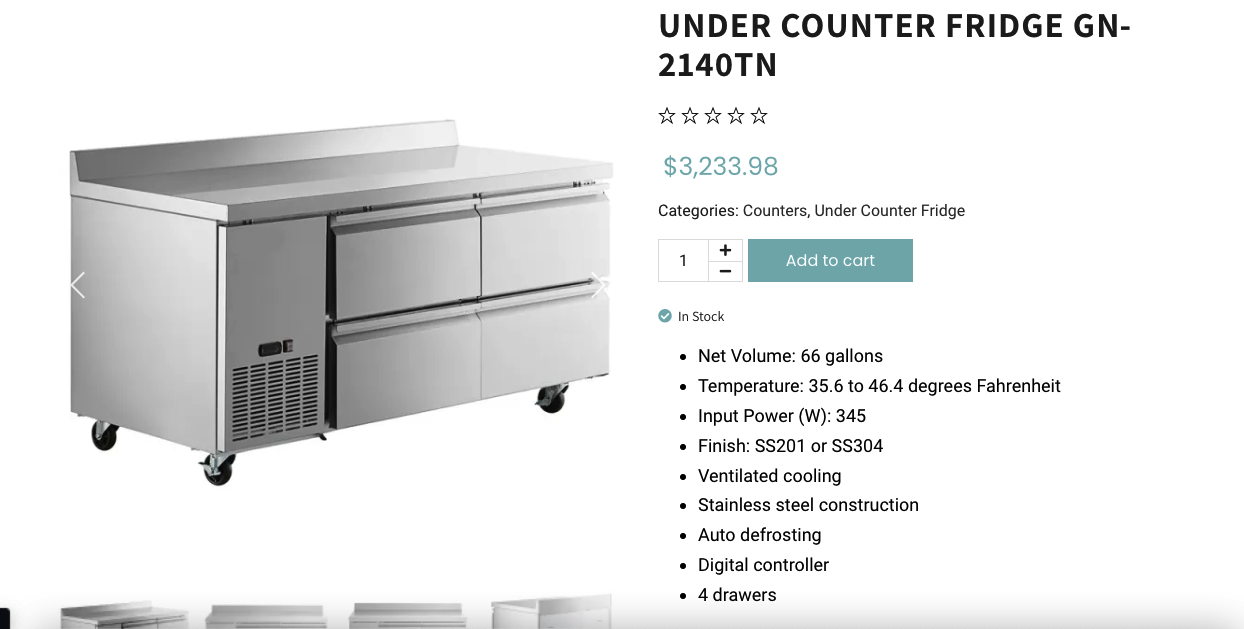 UNDER COUNTER FRIDGE GN-
2140TN
$3,233.98
Categories: Counters, Under Counter Fridge
1
+
−
Add to cart
In Stock
Net Volume: 66 gallons
Temperature: 35.6 to 46.4 degrees Fahrenheit
Input Power (W): 345
Finish: SS201 or SS304
Ventilated cooling
Stainless steel construction
Auto defrosting
Digital controller
4 drawers